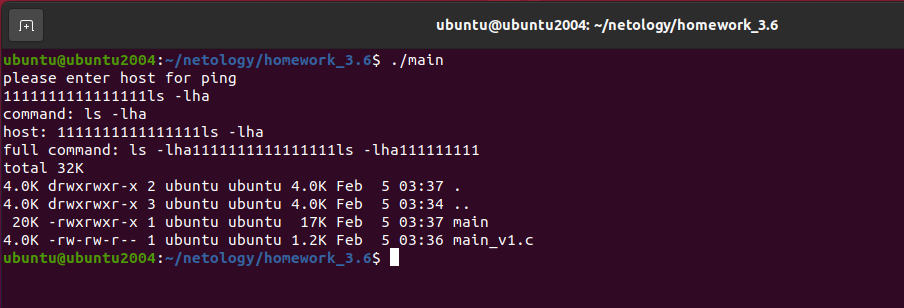 ubuntu@ubuntu2004: ~/netology/homework_3.6
ubuntu@ubuntu2004:~/netology/homework_3.6$ ./main
please enter host for ping
1111111111111111ls -lha
command: ls -lha
host: 1111111111111111ls -lha
full command: ls -lha1111111111111111ls -lha111111111
total 32K
4.0K drwxrwxr-x 2 ubuntu ubuntu 4.0K Feb  5 03:37 .
4.0K drwxrwxr-x 3 ubuntu ubuntu 4.0K Feb  5 03:34 ..
 20K -rwxrwxr-x 1 ubuntu ubuntu  17K Feb  5 03:37 main
4.0K -rw-rw-r-- 1 ubuntu ubuntu 1.2K Feb  5 03:36 main_v1.c
ubuntu@ubuntu2004:~/netology/homework_3.6$